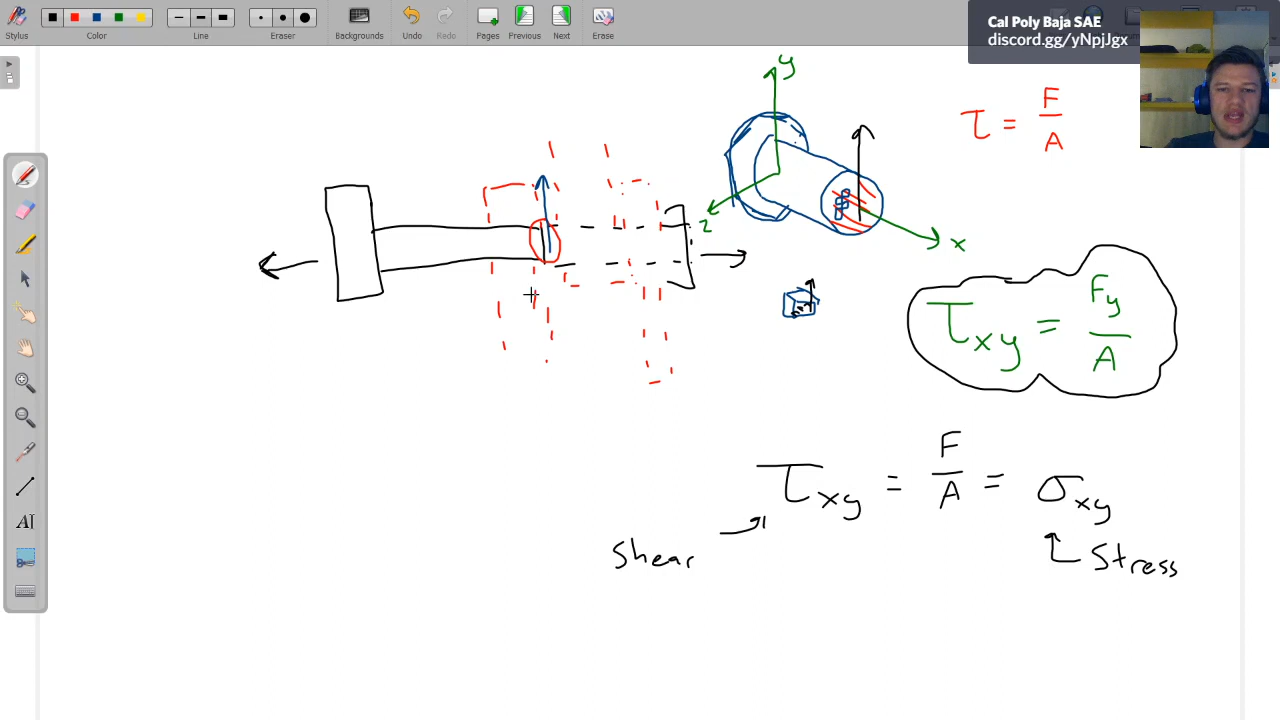 Stylus
Color
Line
Eraser
Backgrounds
Undo
Redo
Pages
Previous
Next
Erase
Cal Poly Baja SAE
discord.gg/yNpjJgx
y
z
x
τ = F/A
τxy = Fy/A
τxy = F/A = σxy
Shear
Stress
AI